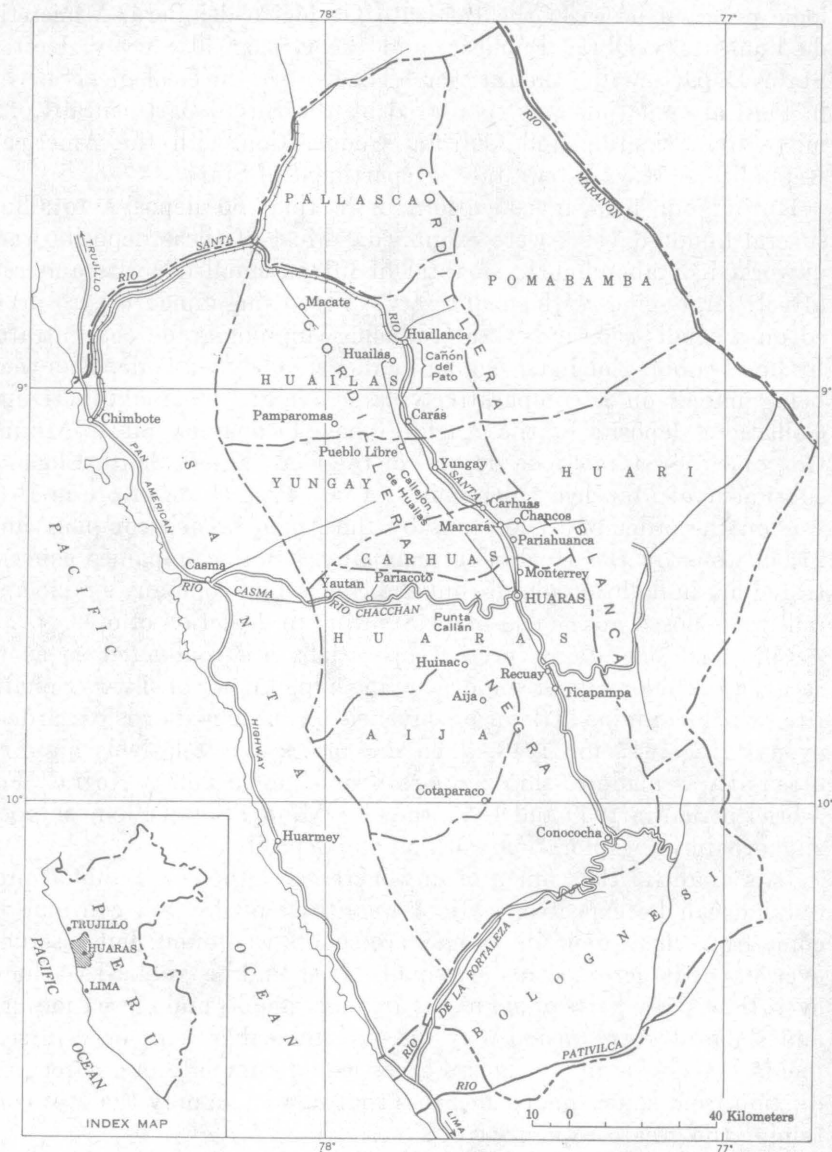 78°
77°
RIO
MARAÑON
PALLASCA
CORDILLERA
BLANCA
TRUJILLO
RIO
SANTA
POMABAMBA
Macate
RIO
Huallanca
CORDILLERA
NEGRA
Huailás
Cañón
del
Pato
9°
HUAILAS
9°
Chimbote
Pamparomas
Carás
Pueblo Libre
PAN
AMERICAN
HIGHWAY
SANTA
YUNGAY
Yungay
SANTA
HUARI
Callejon
de Huailas
Carhuás
Chancos
Marcará
Pariahuanca
CARHUAS
Casma
Monterrey
RIO
CASMA
Yautan
Pariacoto
HUARAS
RIO CHACCHAN
Punta
Callán
HUARAS
PACIFIC
OCEAN
Huinac
Recuay
Ticapampa
Aija
AIJA
Cotaparaco
10°
10°
Huarmey
Conococha
RIO
DE LA FORTALEZA
BOLOGNESI
RIO
PATIVILCA
LIMA
10 0 40 Kilometers
78°
77°
TRUJILLO
HUARAS
LIMA
PERU
PACIFIC
OCEAN
INDEX MAP